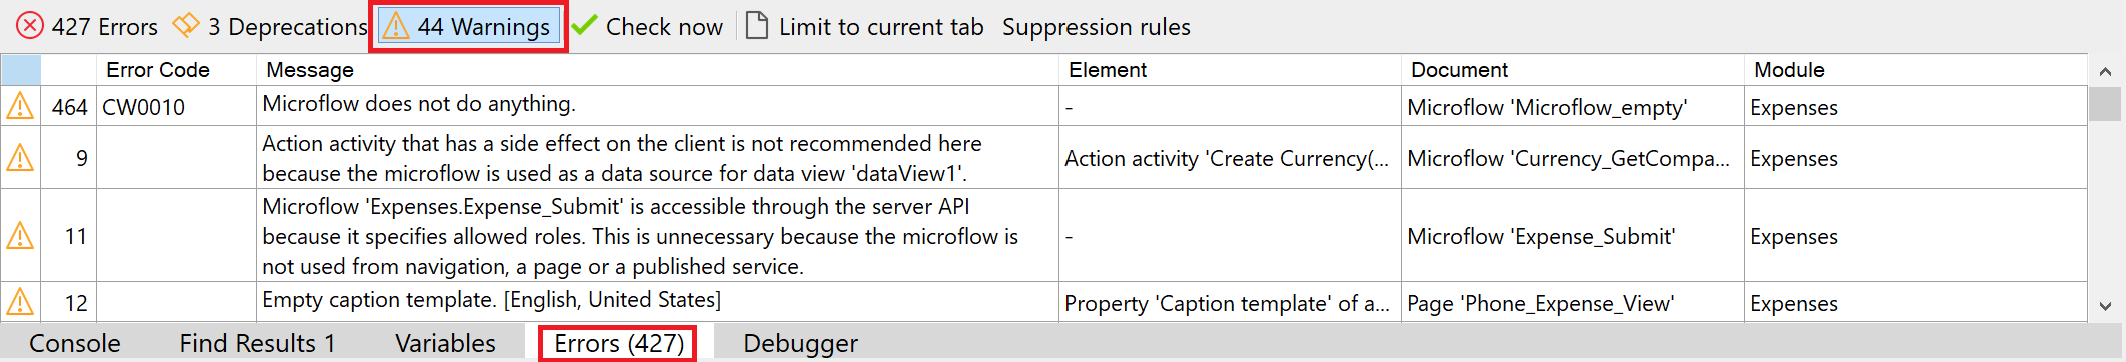 427 Errors 3 Deprecations 44 Warnings Check now Limit to current tab Suppression rules
Error Code Message Element Document Module
464 CW0010 Microflow does not do anything. - Microflow 'Microflow_empty' Expenses
9 Action activity that has a side effect on the client is not recommended here
because the microflow is used as a data source for data view 'dataView1'. Action activity 'Create Currency(... Microflow 'Currency_GetCompa... Expenses
Microflow 'Expenses.Expense_Submit' is accessible through the server API
11 because it specifies allowed roles. This is unnecessary because the microflow is - Microflow 'Expense_Submit' Expenses
not used from navigation, a page or a published service.
12 Empty caption template. [English, United States] Property 'Caption template' of a... Page 'Phone_Expense_View' Expenses
Console Find Results 1 Variables Errors (427) Debugger